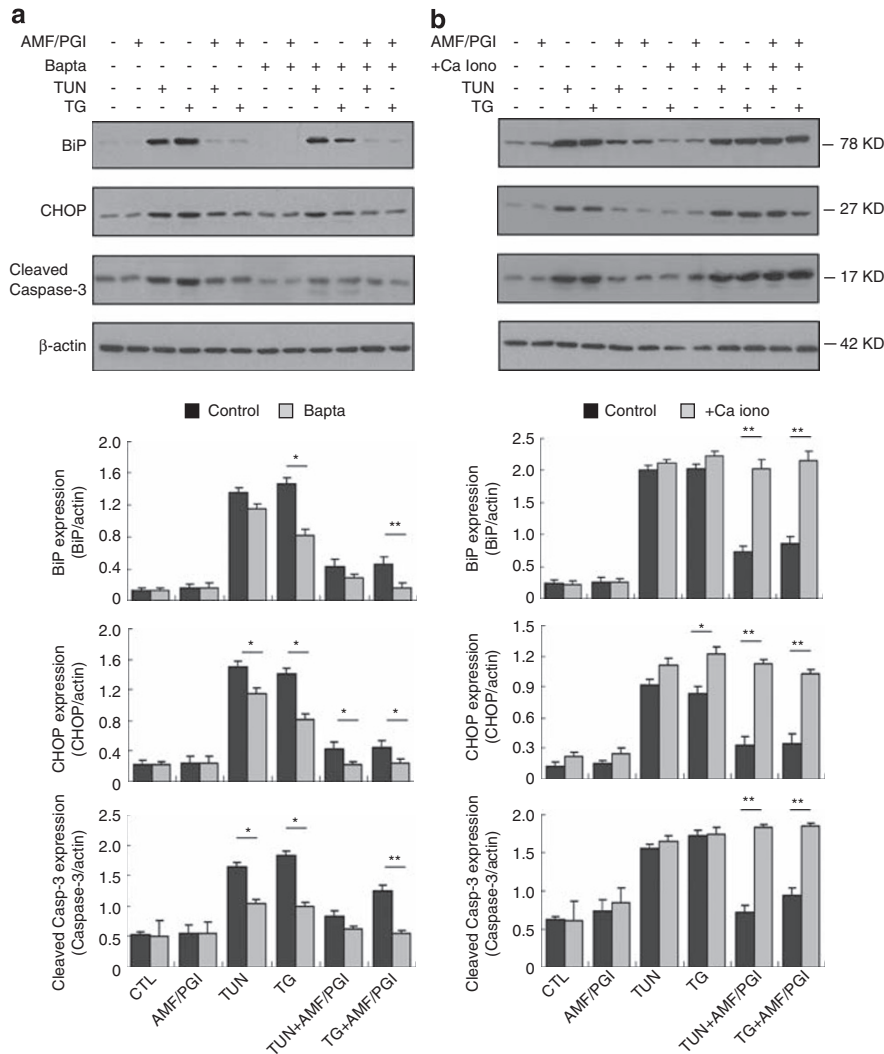 a
AMF/PGI - + - - + + - + - - + +
Bapta - - - - - - + + + + + +
TUN - - + - + - - - + - + -
TG - - - + - + - - - + - +
BiP
CHOP
Cleaved
Caspase-3
β-actin
Control Bapta
BiP expression
(BiP/actin)
2.0
1.6
1.2
0.8
0.4
0
*
**
CHOP expression
(CHOP/actin)
2.0
1.6
1.2
0.8
0.4
0
*
*
*
*
Cleaved Casp-3 expression
(Caspase-3/actin)
2.5
2.0
1.5
1.0
0.5
0
*
*
**
CTL
AMF/PGI
TUN
TG
TUN+AMF/PGI
TG+AMF/PGI
b
AMF/PGI - + - - + + - + - - + +
+Ca Iono - - - - - - + + + + + +
TUN - - + - + - - - + - + -
TG - - - + - - + - - + - +
78 KD
27 KD
17 KD
42 KD
Control +Ca iono
BiP expression
(BiP/actin)
2.5
2.0
1.5
1.0
0.5
0
**
**
CHOP expression
(CHOP/actin)
1.5
1.2
0.9
0.6
0.3
0
*
**
**
Cleaved Casp-3 expression
(Caspase-3/actin)
2.0
1.5
1.0
0.5
0
**
**
CTL
AMF/PGI
TUN
TG
TUN+AMF/PGI
TG+AMF/PGI